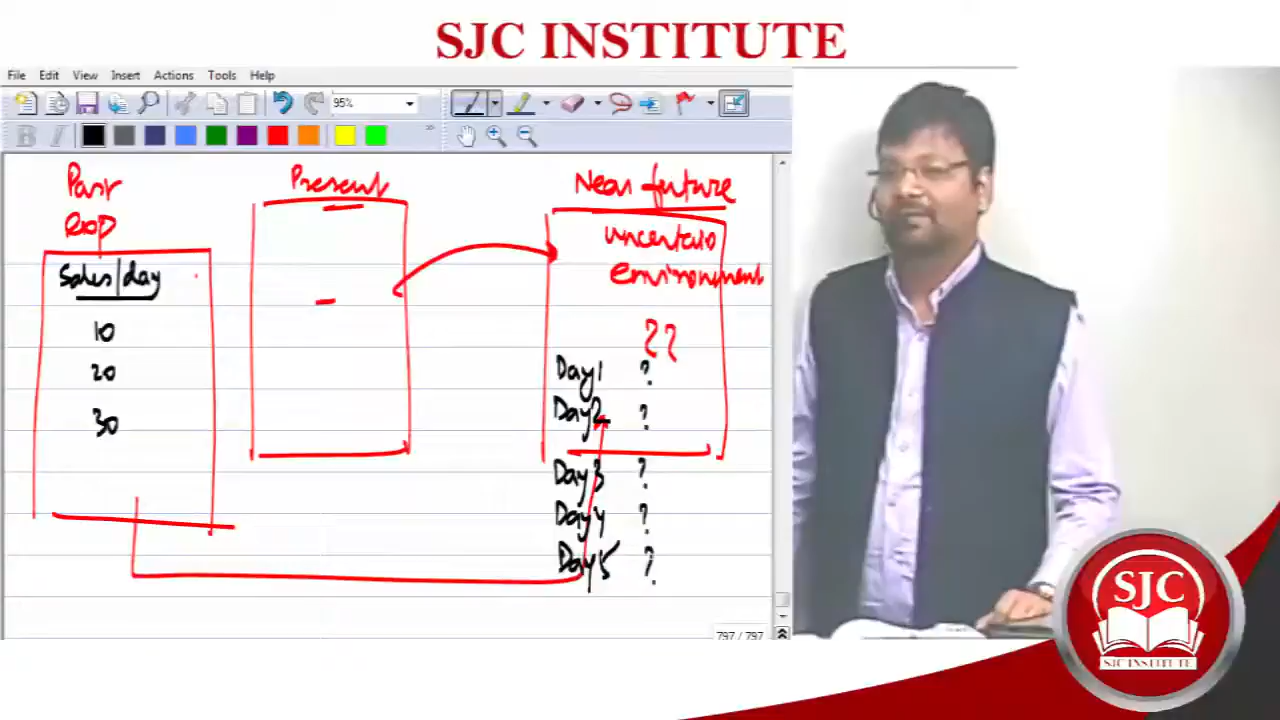 SJC INSTITUTE
File Edit View Insert Actions Tools Help
95%
B I
Past
exp
Sales/day
10
20
30
Present
Near future
uncertain
environment
??
Day1 ?
Day2 ?
Day3 ?
Day4 ?
Day5 ?
797 / 797
SJC
SJC INSTITUTE